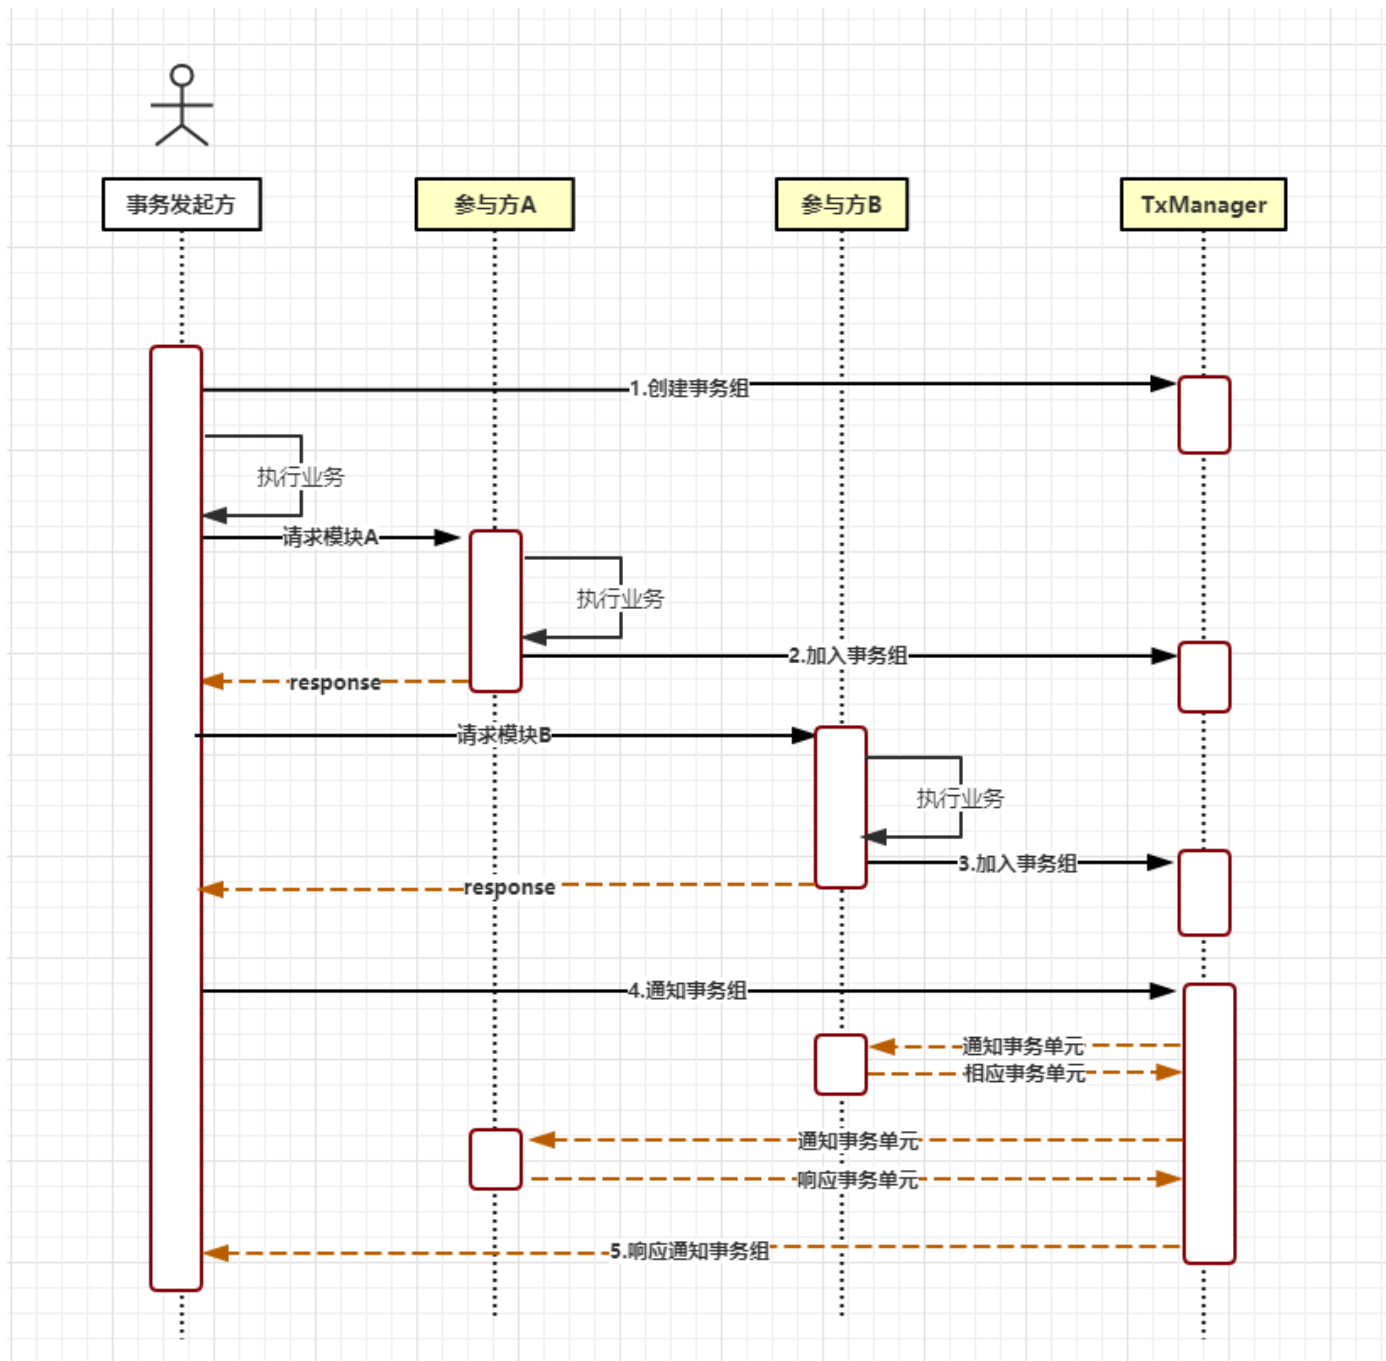 事务发起方
参与方A
参与方B
TxManager
1.创建事务组
执行业务
请求模块A
执行业务
2.加入事务组
response
请求模块B
执行业务
3.加入事务组
response
4.通知事务组
通知事务单元
相应事务单元
通知事务单元
响应事务单元
5.响应通知事务组